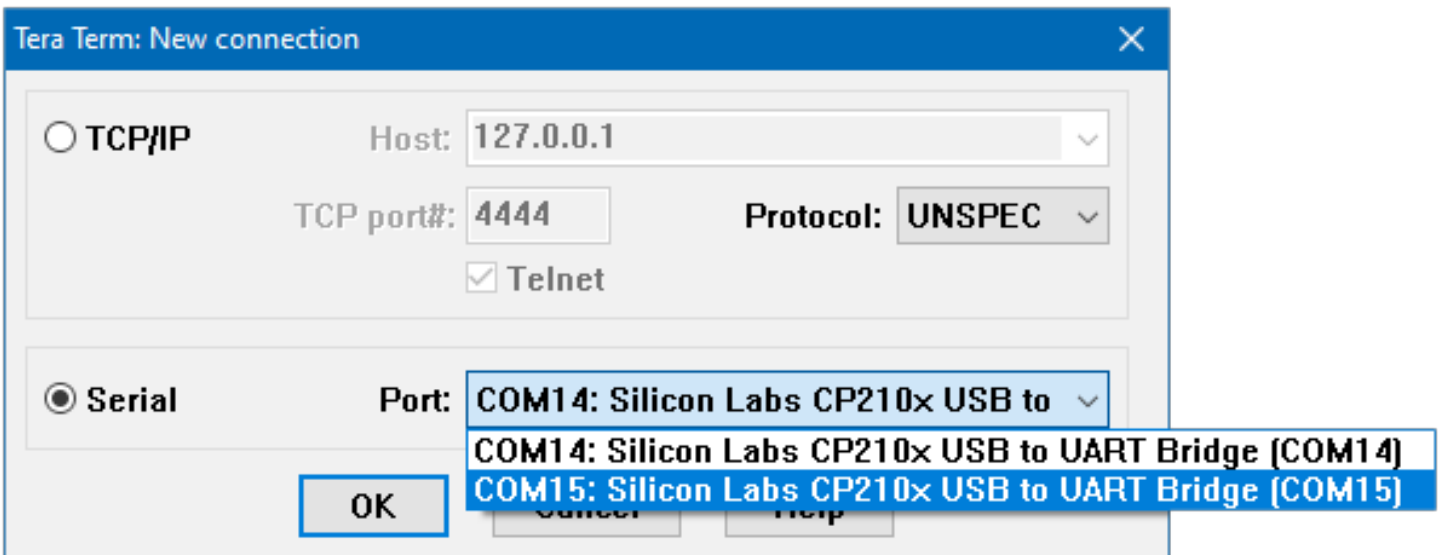 Tera Term: New connection
TCP/IP Host: 127.0.0.1
TCP port#: 4444 Protocol: UNSPEC
Telnet
Serial Port: COM14: Silicon Labs CP210x USB to
COM14: Silicon Labs CP210x USB to UART Bridge (COM14)
COM15: Silicon Labs CP210x USB to UART Bridge (COM15)
OK Cancel Help